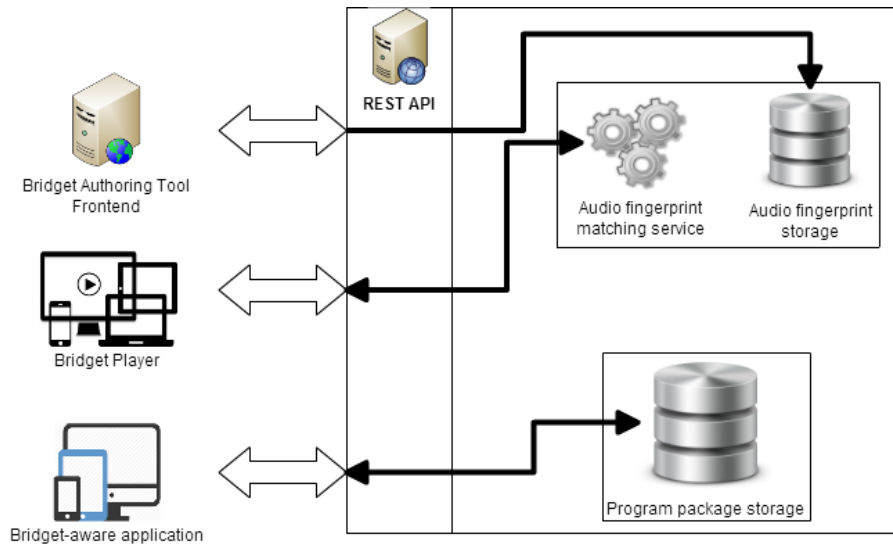 REST API
Bridget Authoring Tool
Frontend
Audio fingerprint
matching service
Audio fingerprint
storage
Bridget Player
Program package storage
Bridget-aware application